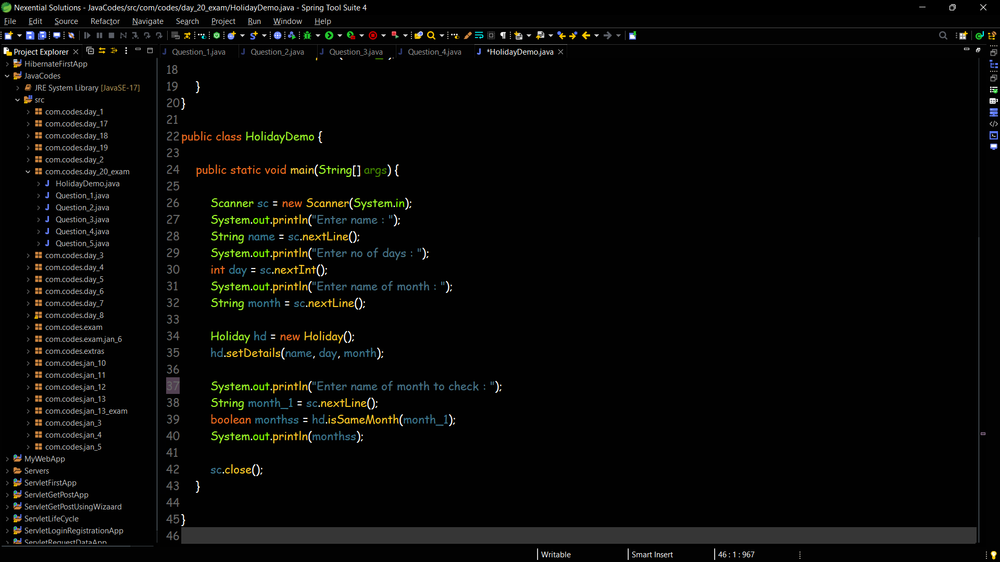 Nexential Solutions - JavaCodes/src/com/codes/day_20_exam/HolidayDemo.java - Spring Tool Suite 4
File Edit Source Refactor Navigate Search Project Run Window Help
Project Explorer
Question_1.java Question_2.java Question_3.java Question_4.java *HolidayDemo.java
HibernateFirstApp
JavaCodes
JRE System Library [JavaSE-17]
src
com.codes.day_1
com.codes.day_17
com.codes.day_18
com.codes.day_19
com.codes.day_2
com.codes.day_20_exam
HolidayDemo.java
Question_1.java
Question_2.java
Question_3.java
Question_4.java
Question_5.java
com.codes.day_3
com.codes.day_4
com.codes.day_5
com.codes.day_6
com.codes.day_7
com.codes.day_8
com.codes.exam
com.codes.exam.jan_6
com.codes.extras
com.codes.jan_10
com.codes.jan_11
com.codes.jan_12
com.codes.jan_13
com.codes.jan_13_exam
com.codes.jan_3
com.codes.jan_4
com.codes.jan_5
MyWebApp
Servers
ServletFirstApp
ServletGetPostApp
ServletGetPostUsingWizaard
ServletLifeCycle
ServletLoginRegistrationApp
ServletRequestDataApp
18
19 }
20 }
21
22 public class HolidayDemo {
23
24 public static void main(String[] args) {
25
26 Scanner sc = new Scanner(System.in);
27 System.out.println("Enter name : ");
28 String name = sc.nextLine();
29 System.out.println("Enter no of days : ");
30 int day = sc.nextInt();
31 System.out.println("Enter name of month : ");
32 String month = sc.nextLine();
33
34 Holiday hd = new Holiday();
35 hd.setDetails(name, day, month);
36
37 System.out.println("Enter name of month to check : ");
38 String month_1 = sc.nextLine();
39 boolean monthss = hd.isSameMonth(month_1);
40 System.out.println(monthss);
41
42 sc.close();
43 }
44
45 }
46
Writable Smart Insert 46 : 1 : 967